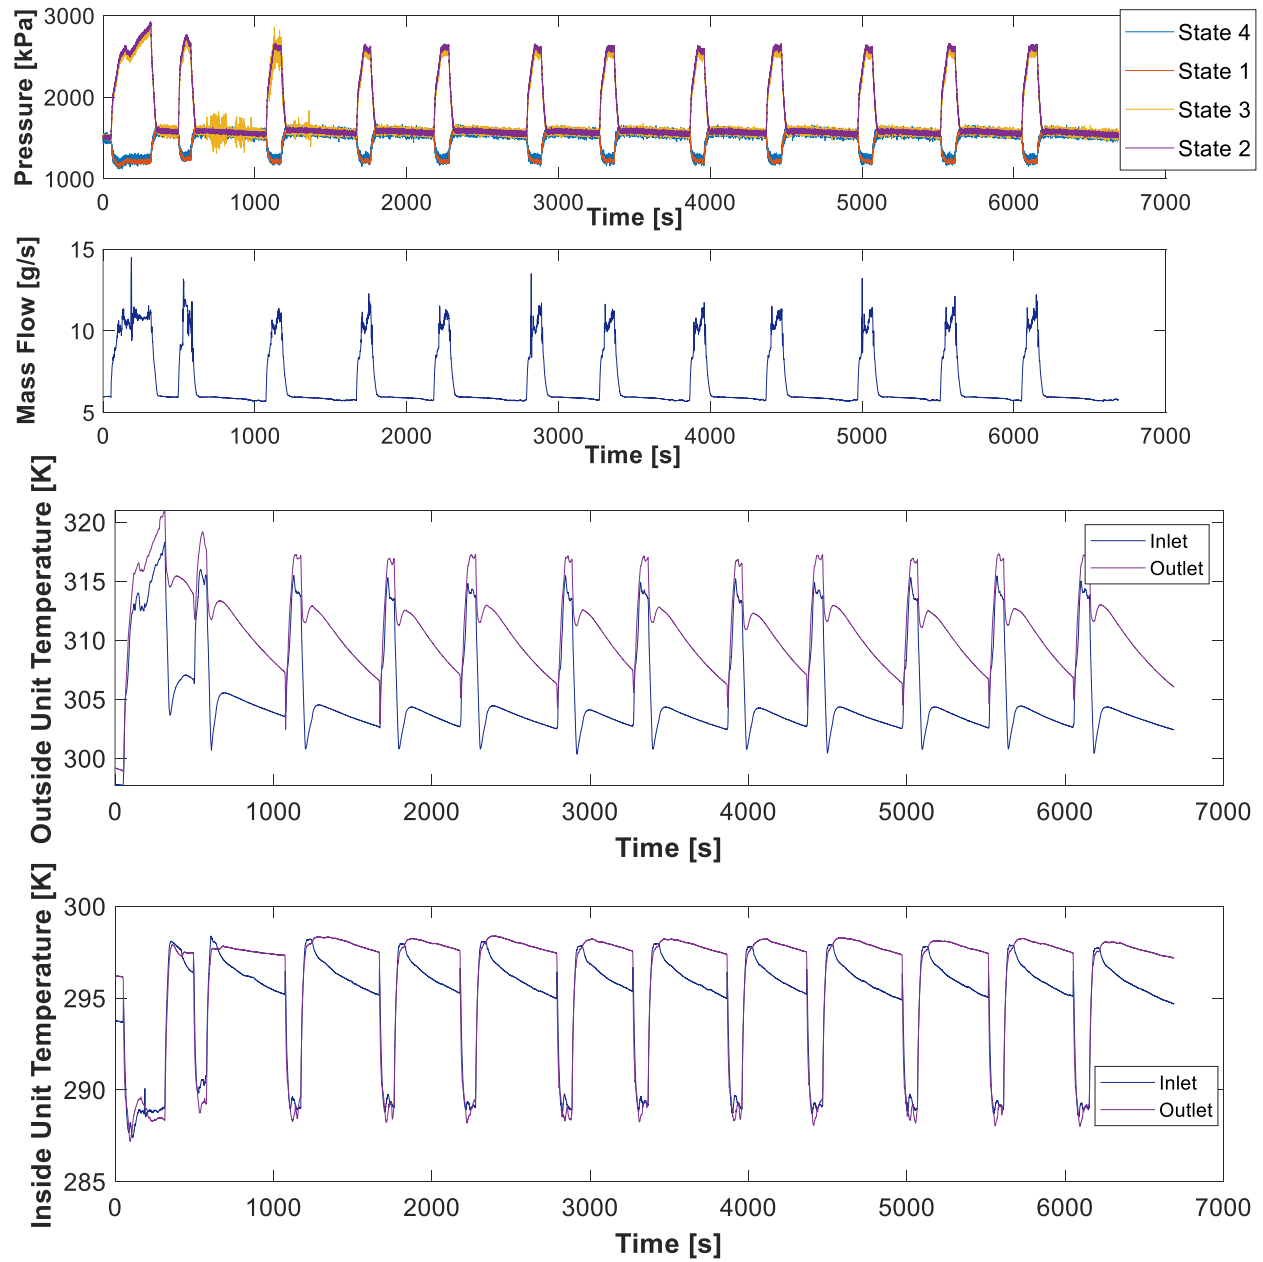 Pressure [kPa]
3000
2000
1000
0 1000 2000 3000 4000 5000 6000 7000
Time [s]
State 4
State 1
State 3
State 2
Mass Flow [g/s]
15
10
5
0 1000 2000 3000 4000 5000 6000 7000
Time [s]
Outside Unit Temperature [K]
320
315
310
305
300
0 1000 2000 3000 4000 5000 6000 7000
Time [s]
Inlet
Outlet
Inside Unit Temperature [K]
300
295
290
285
0 1000 2000 3000 4000 5000 6000 7000
Time [s]
Inlet
Outlet